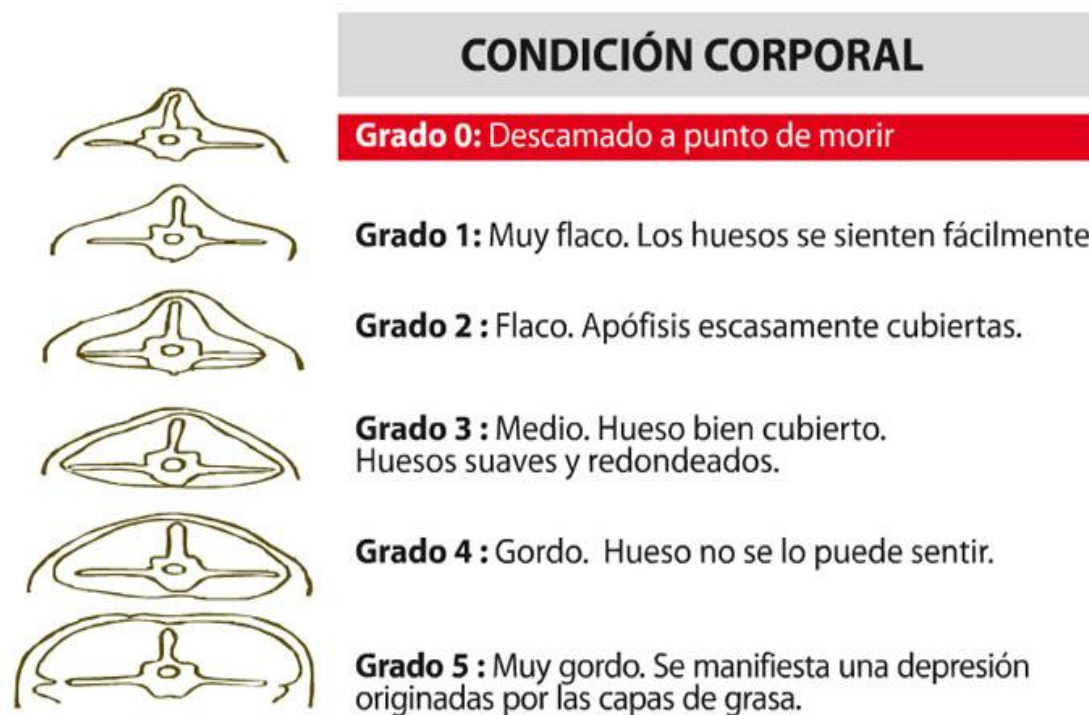 CONDICIÓN CORPORAL
Grado 0: Descarnado a punto de morir
Grado 1: Muy flaco. Los huesos se sienten fácilmente
Grado 2 : Flaco. Apófisis escasamente cubiertas.
Grado 3 : Medio. Hueso bien cubierto.
Huesos suaves y redondeados.
Grado 4 : Gordo. Hueso no se lo puede sentir.
Grado 5 : Muy gordo. Se manifiesta una depresión
originadas por las capas de grasa.